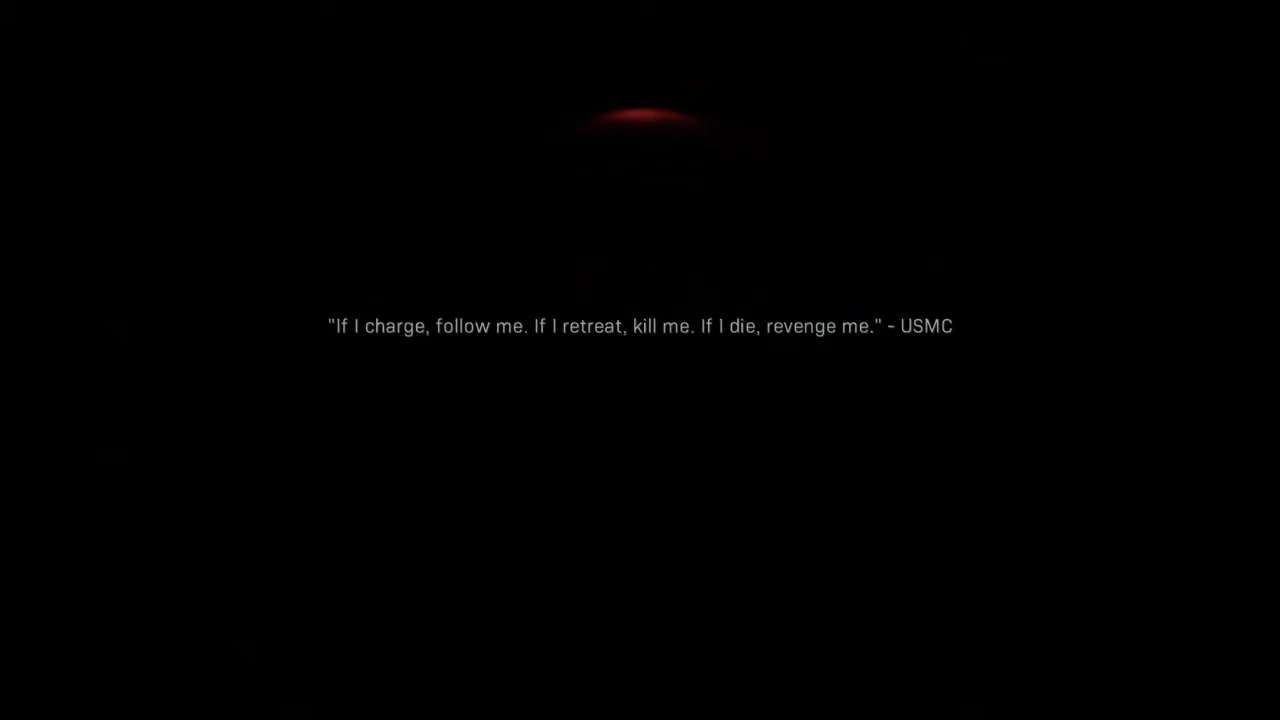 "If I charge, follow me. If I retreat, kill me. If I die, revenge me." - USMC